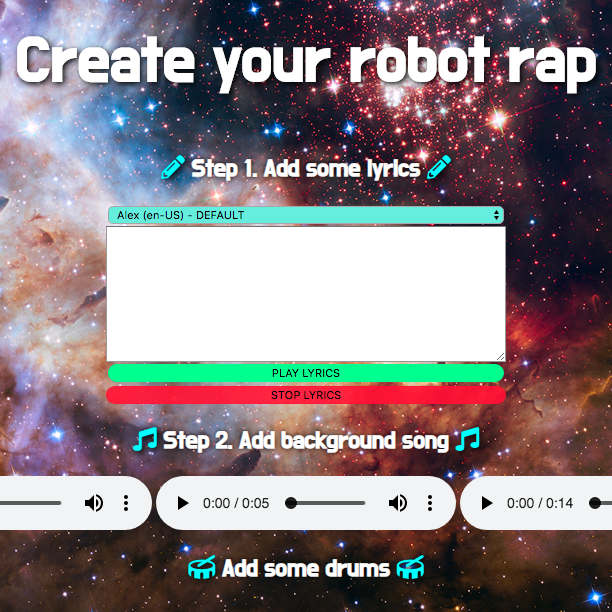 Create your robot rap
Step 1. Add some lyrics
Alex (en-US) - DEFAULT
PLAY LYRICS
STOP LYRICS
Step 2. Add background song
0:00 / 0:05
0:00 / 0:14
Add some drums